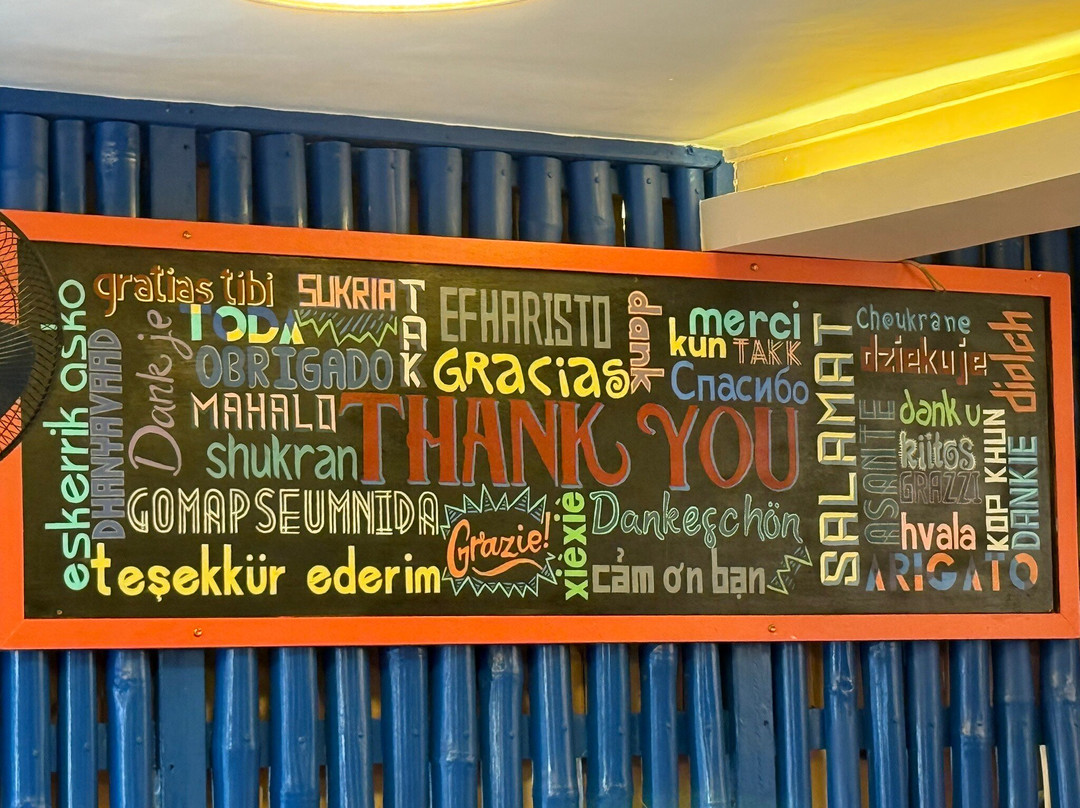 eskerrik asko
gratias tibi
DHANYAVAAD
Dank je
TODA
SUKRIA
TAK
EFHARISTO
dank
merci
kun
TAKK
OBRIGADO
GRACIAS
Спасибо
MAHALO
shukran
THANK YOU
GOMAPSEUMNIDA
Grazie!
xiexie
Dankesçhön
teşekkür ederim
cảm ơn bạn
SALAMAT
Choukrane
dziekuje
diolch
ASANTE
dank u
kiitos
GRAZZI
KOP KHUN
DANKIE
hvala
ARIGATO